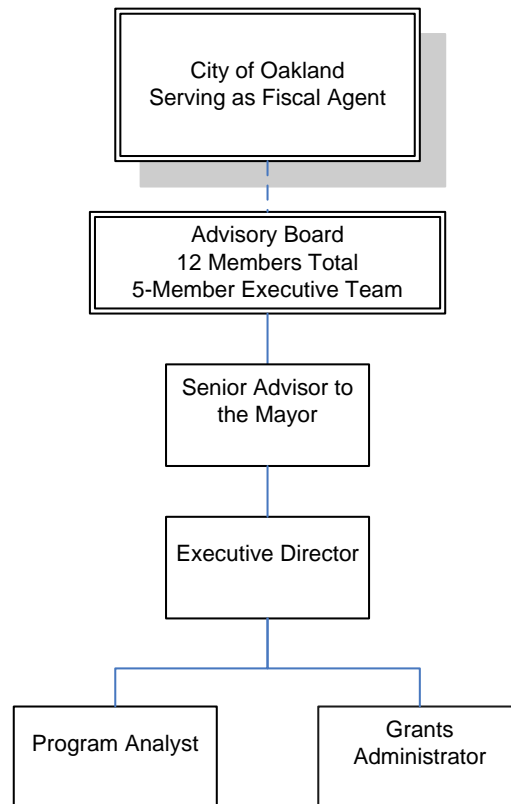 City of Oakland
Serving as Fiscal Agent
Advisory Board
12 Members Total
5-Member Executive Team
Senior Advisor to
the Mayor
Executive Director
Program Analyst
Grants
Administrator